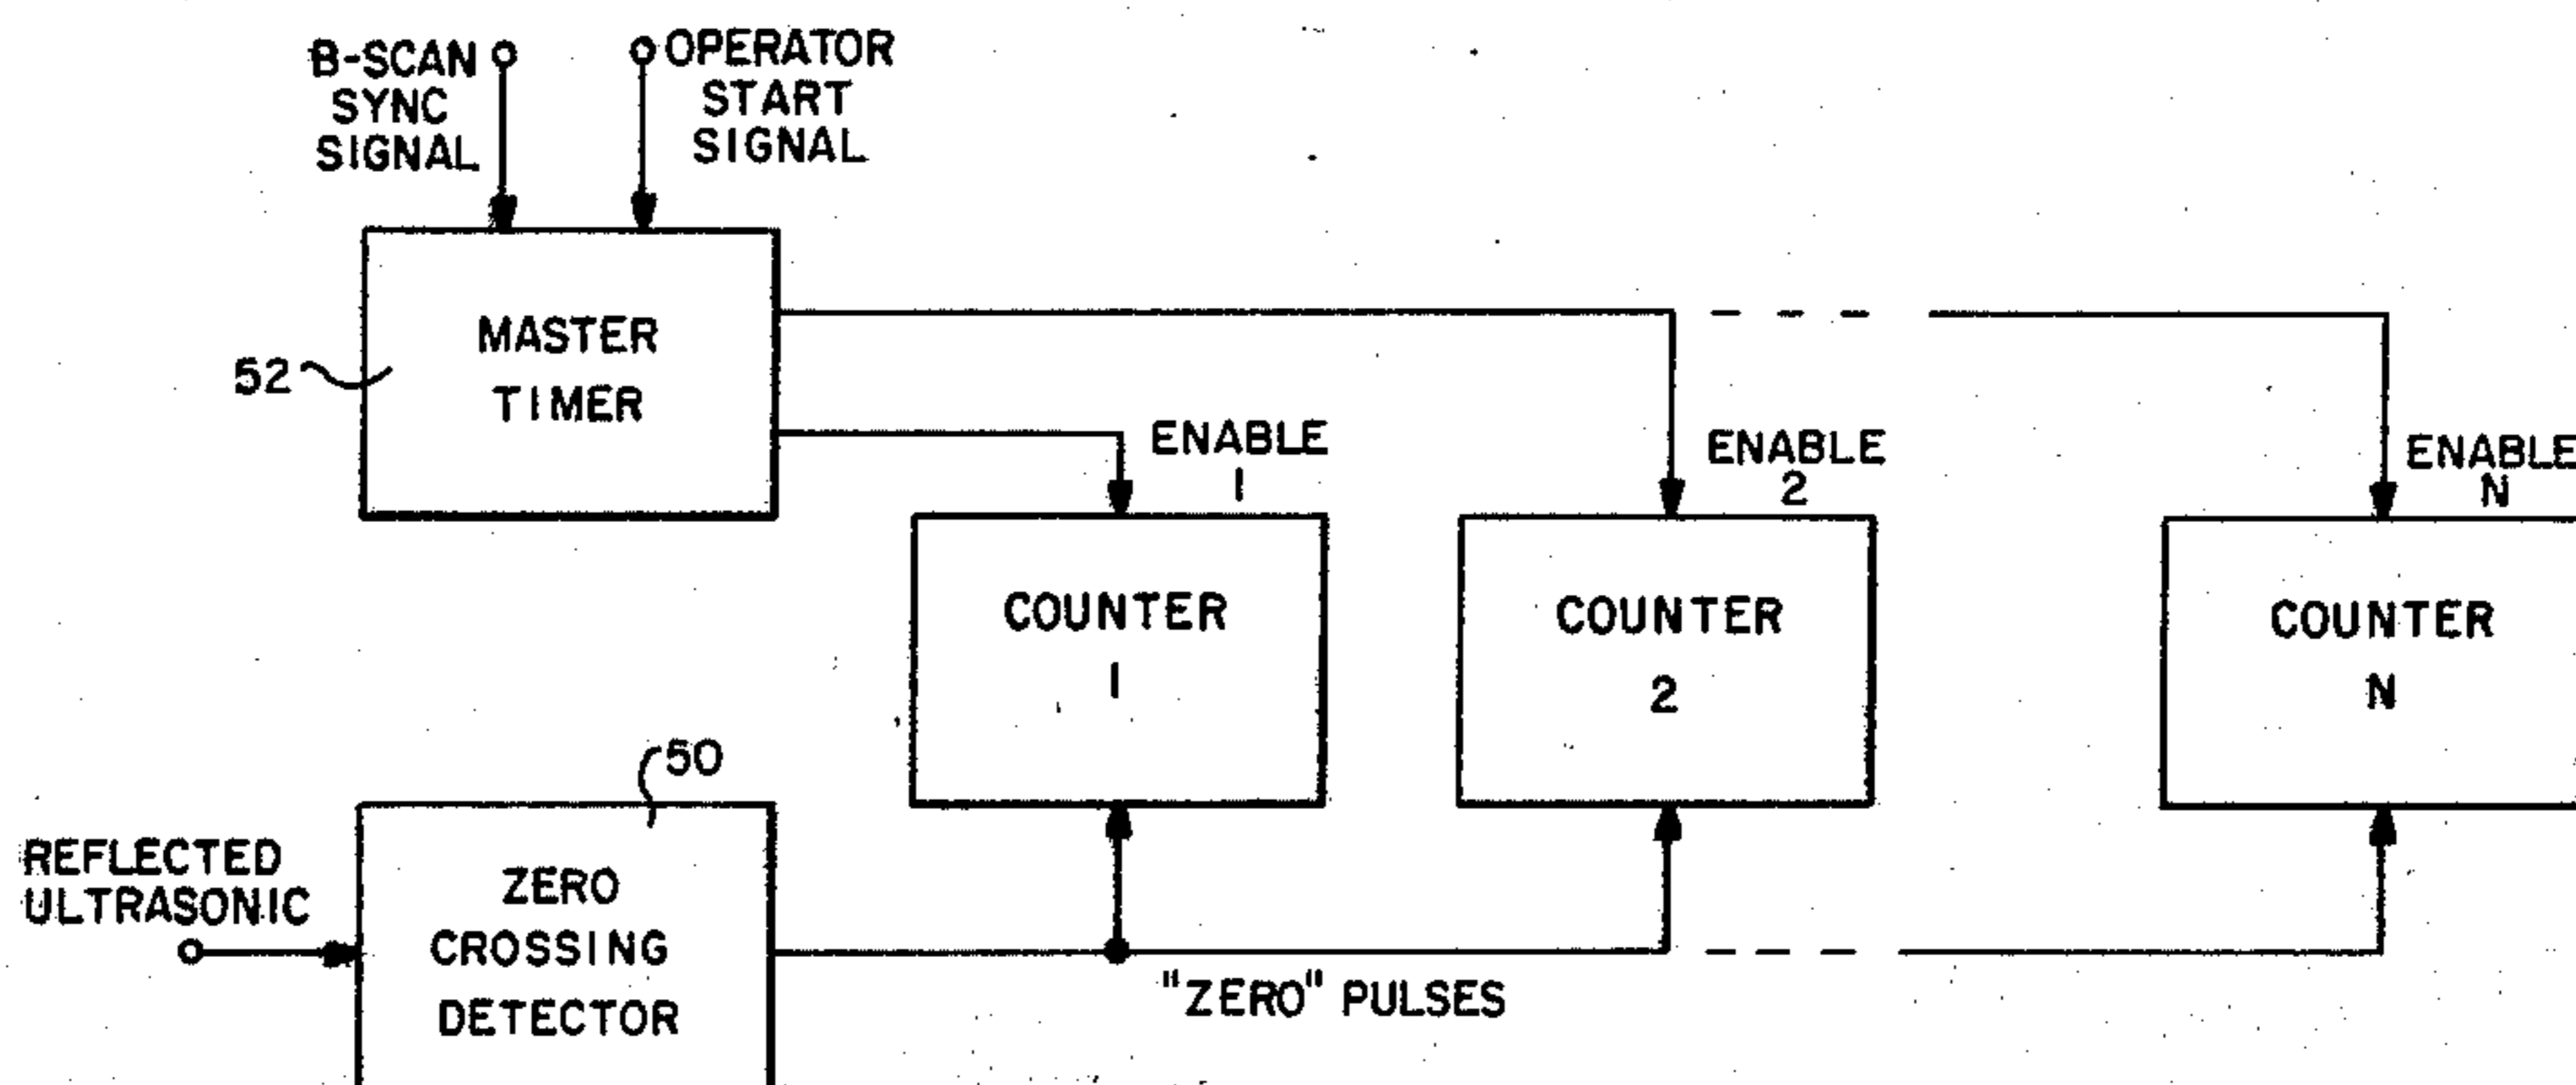 B-SCAN
SYNC
SIGNAL
OPERATOR
START
SIGNAL
MASTER
TIMER
52
ENABLE
1
ENABLE
2
ENABLE
N
COUNTER
1
COUNTER
2
COUNTER
N
50
REFLECTED
ULTRASONIC
ZERO
CROSSING
DETECTOR
"ZERO" PULSES